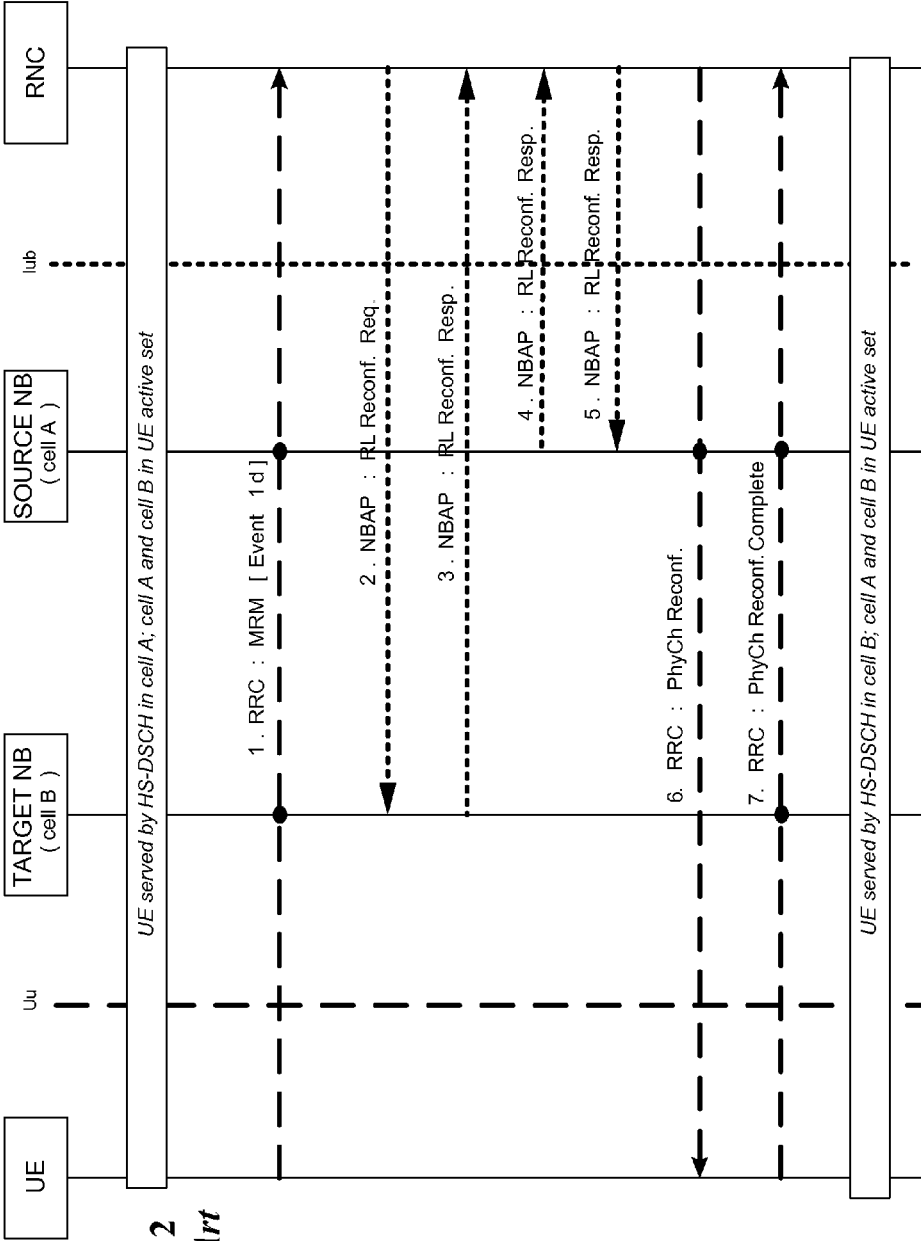 UE
Uu
TARGET NB
( cell B )
SOURCE NB
( cell A )
Iub
RNC
UE served by HS-DSCH in cell A; cell A and cell B in UE active set
1 . RRC : MRM [ Event 1d ]
2 . NBAP : RL Reconf. Req.
3 . NBAP : RL Reconf. Resp.
4 . NBAP : RL Reconf. Resp.
5 . NBAP : RL Reconf. Resp.
6. RRC : PhyCh Reconf.
7. RRC : PhyCh Reconf. Complete
UE served by HS-DSCH in cell B; cell A and cell B in UE active set
2
rt